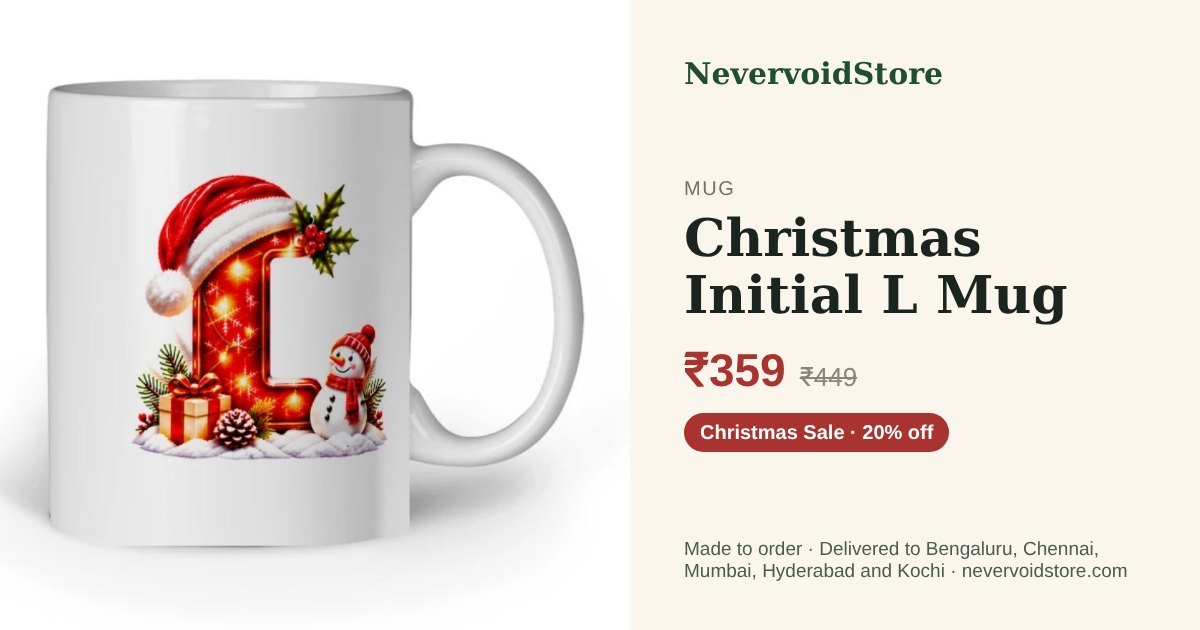 L
NevervoidStore
MUG
Christmas
Initial L Mug
₹359 ₹449
Christmas Sale · 20% off
Made to order · Delivered to Bengaluru, Chennai,
Mumbai, Hyderabad and Kochi · nevervoidstore.com